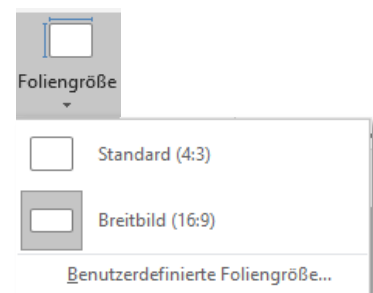 Foliengröße
Standard (4:3)
Breitbild (16:9)
Benutzerdefinierte Foliengröße...